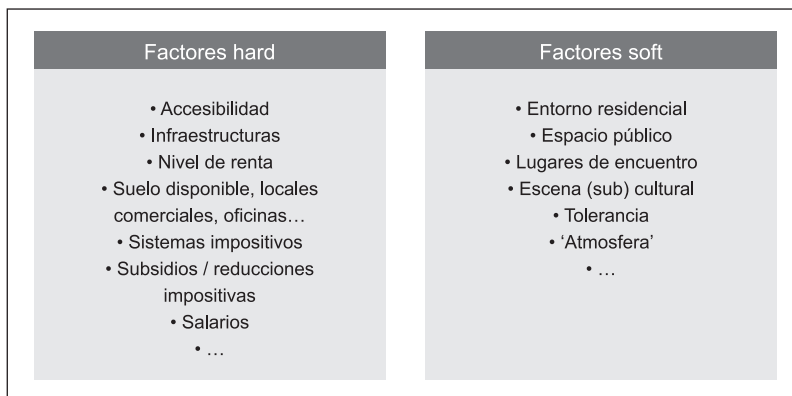 Factores hard
• Accesibilidad
• Infraestructuras
• Nivel de renta
• Suelo disponible, locales
comerciales, oficinas…
• Sistemas impositivos
• Subsidios / reducciones
impositivas
• Salarios
• …
Factores soft
• Entorno residencial
• Espacio público
• Lugares de encuentro
• Escena (sub) cultural
• Tolerancia
• ‘Atmosfera’
• …